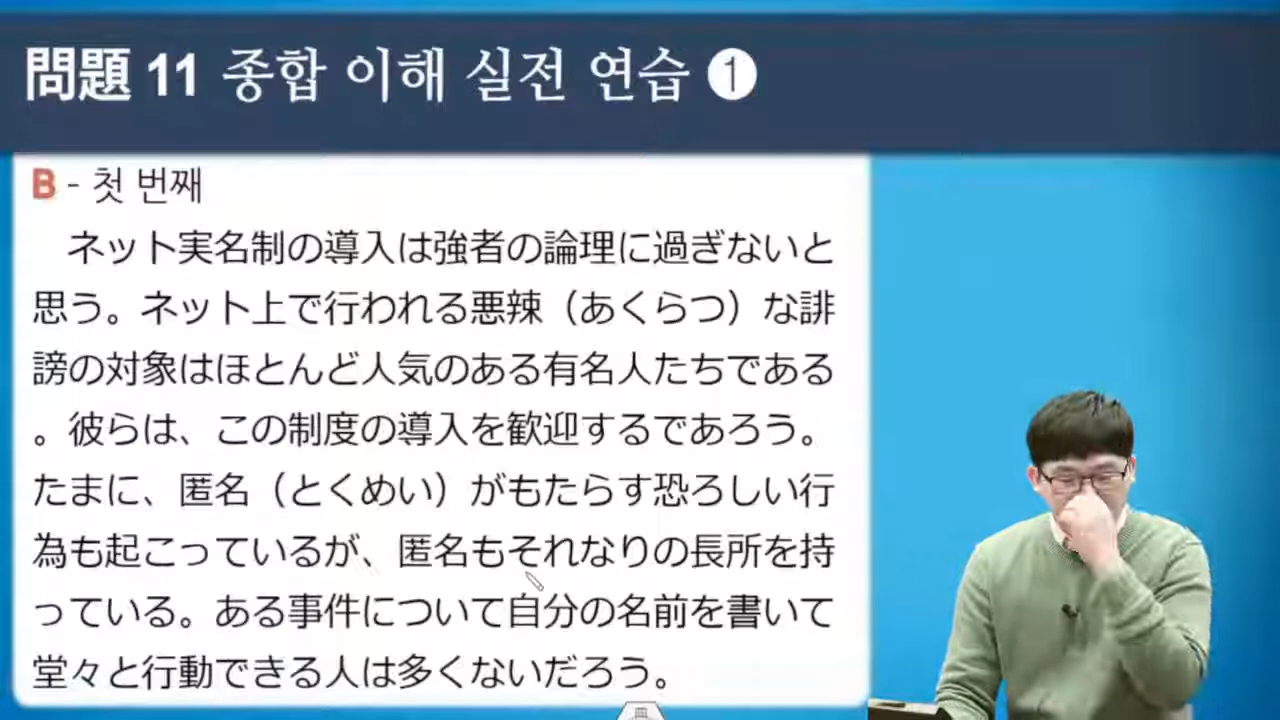 問題 11 종합 이해 실전 연습 ❶
B - 첫 번째
ネット実名制の導入は強者の論理に過ぎないと
思う。ネット上で行われる悪辣（あくらつ）な誹
謗の対象はほとんど人気のある有名人たちである
。彼らは、この制度の導入を歓迎するであろう。
たまに、匿名（とくめい）がもたらす恐ろしい行
為も起こっているが、匿名もそれなりの長所を持
っている。ある事件について自分の名前を書いて
堂々と行動できる人は多くないだろう。